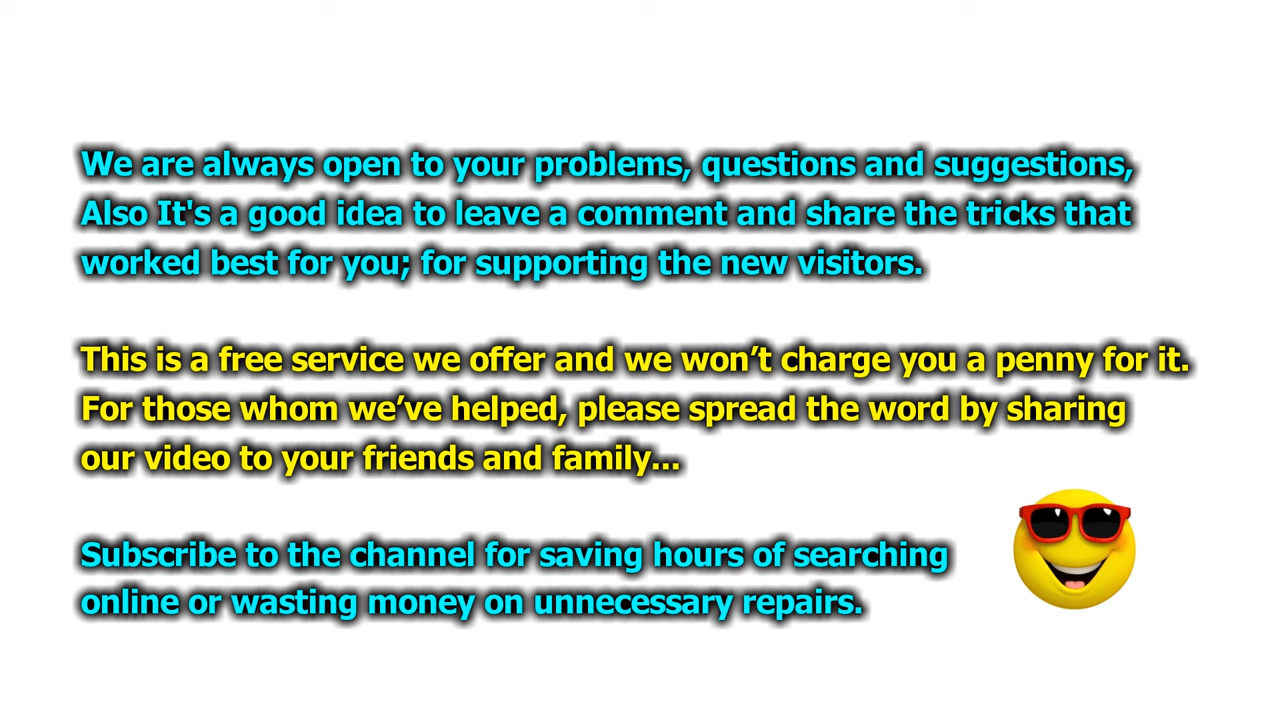 We are always open to your problems, questions and suggestions,
Also It's a good idea to leave a comment and share the tricks that
worked best for you; for supporting the new visitors.
This is a free service we offer and we won’t charge you a penny for it.
For those whom we’ve helped, please spread the word by sharing
our video to your friends and family...
Subscribe to the channel for saving hours of searching
online or wasting money on unnecessary repairs.